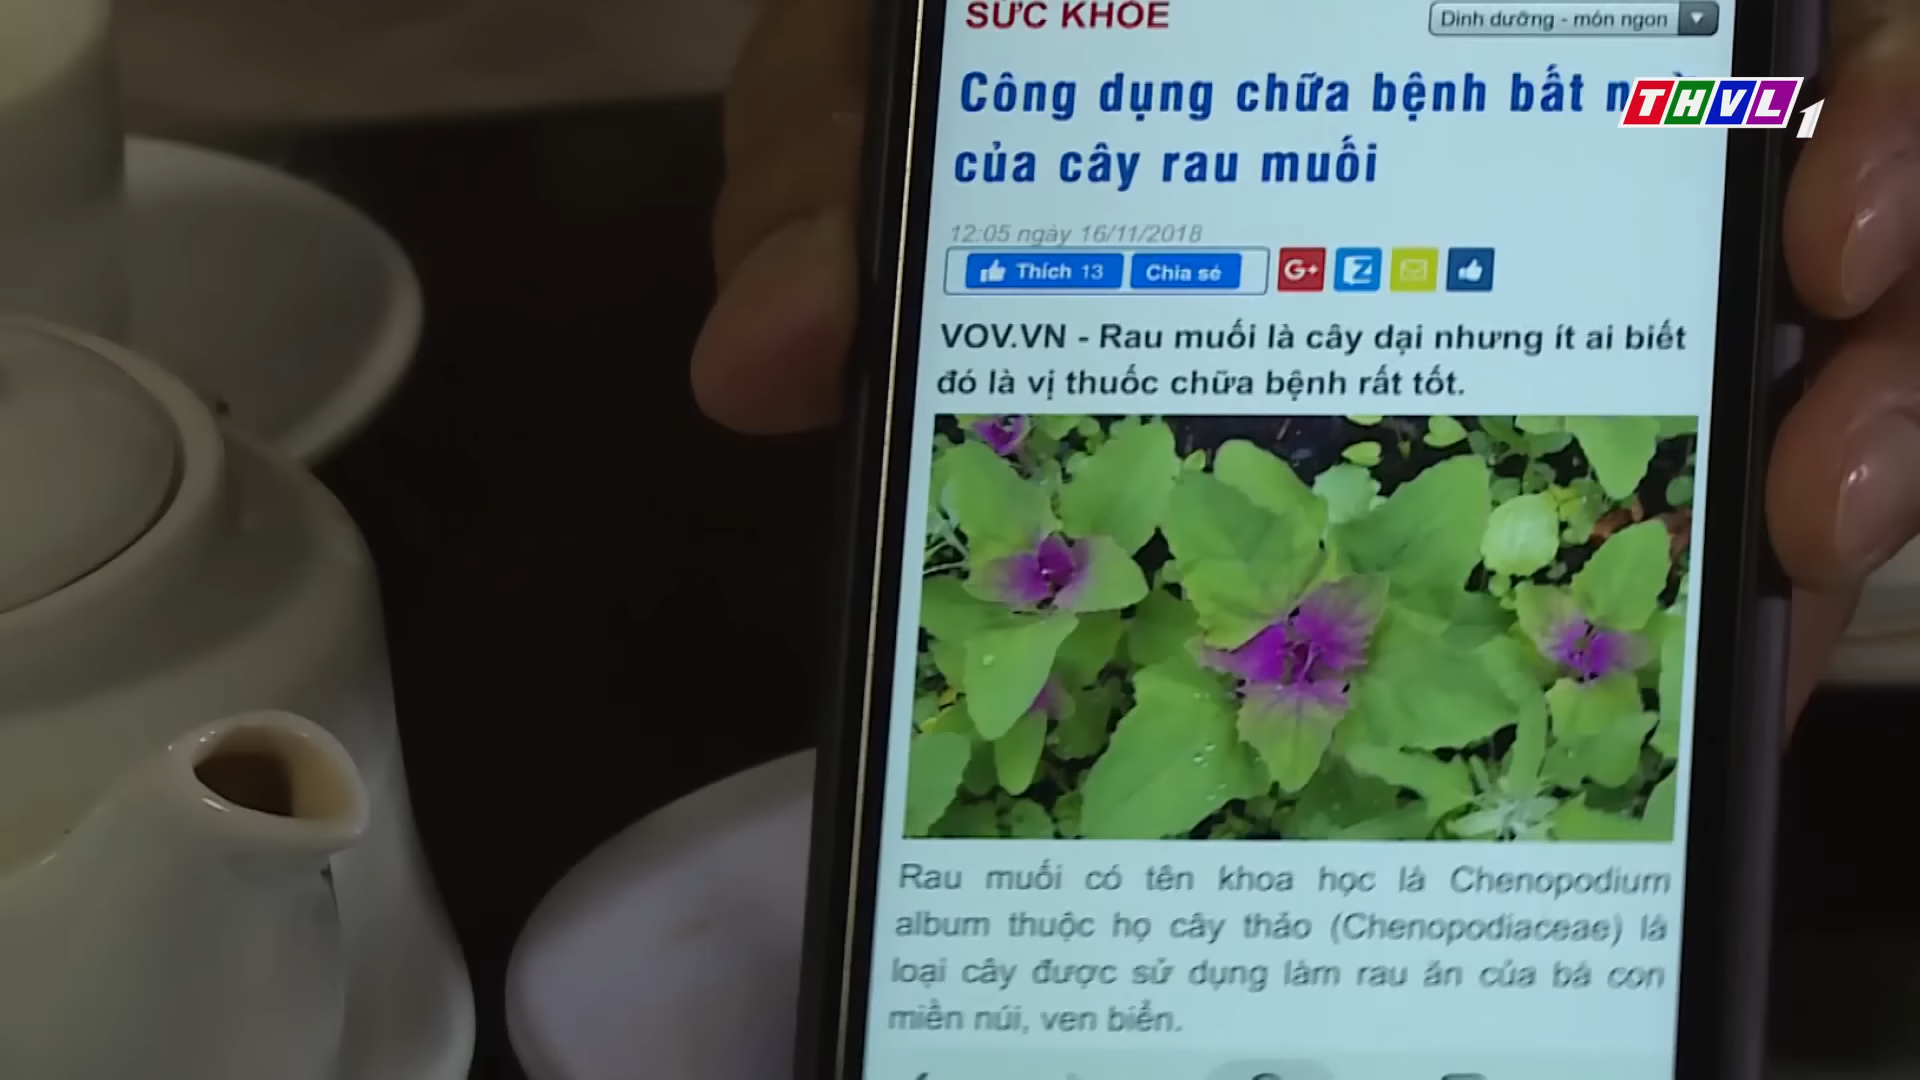 SỨC KHỎE
Dinh dưỡng - món ngon
Công dụng chữa bệnh bất
THVL 1
của cây rau muối
12:05 ngày 16/11/2018
Thích 13 Chia sẻ G+ Z
VOV.VN - Rau muối là cây dại nhưng ít ai biết
đó là vị thuốc chữa bệnh rất tốt.
Rau muối có tên khoa học là Chenopodium
album thuộc họ cây thảo (Chenopodiaceae) là
loại cây được sử dụng làm rau ăn của bà con
miền núi, ven biển.